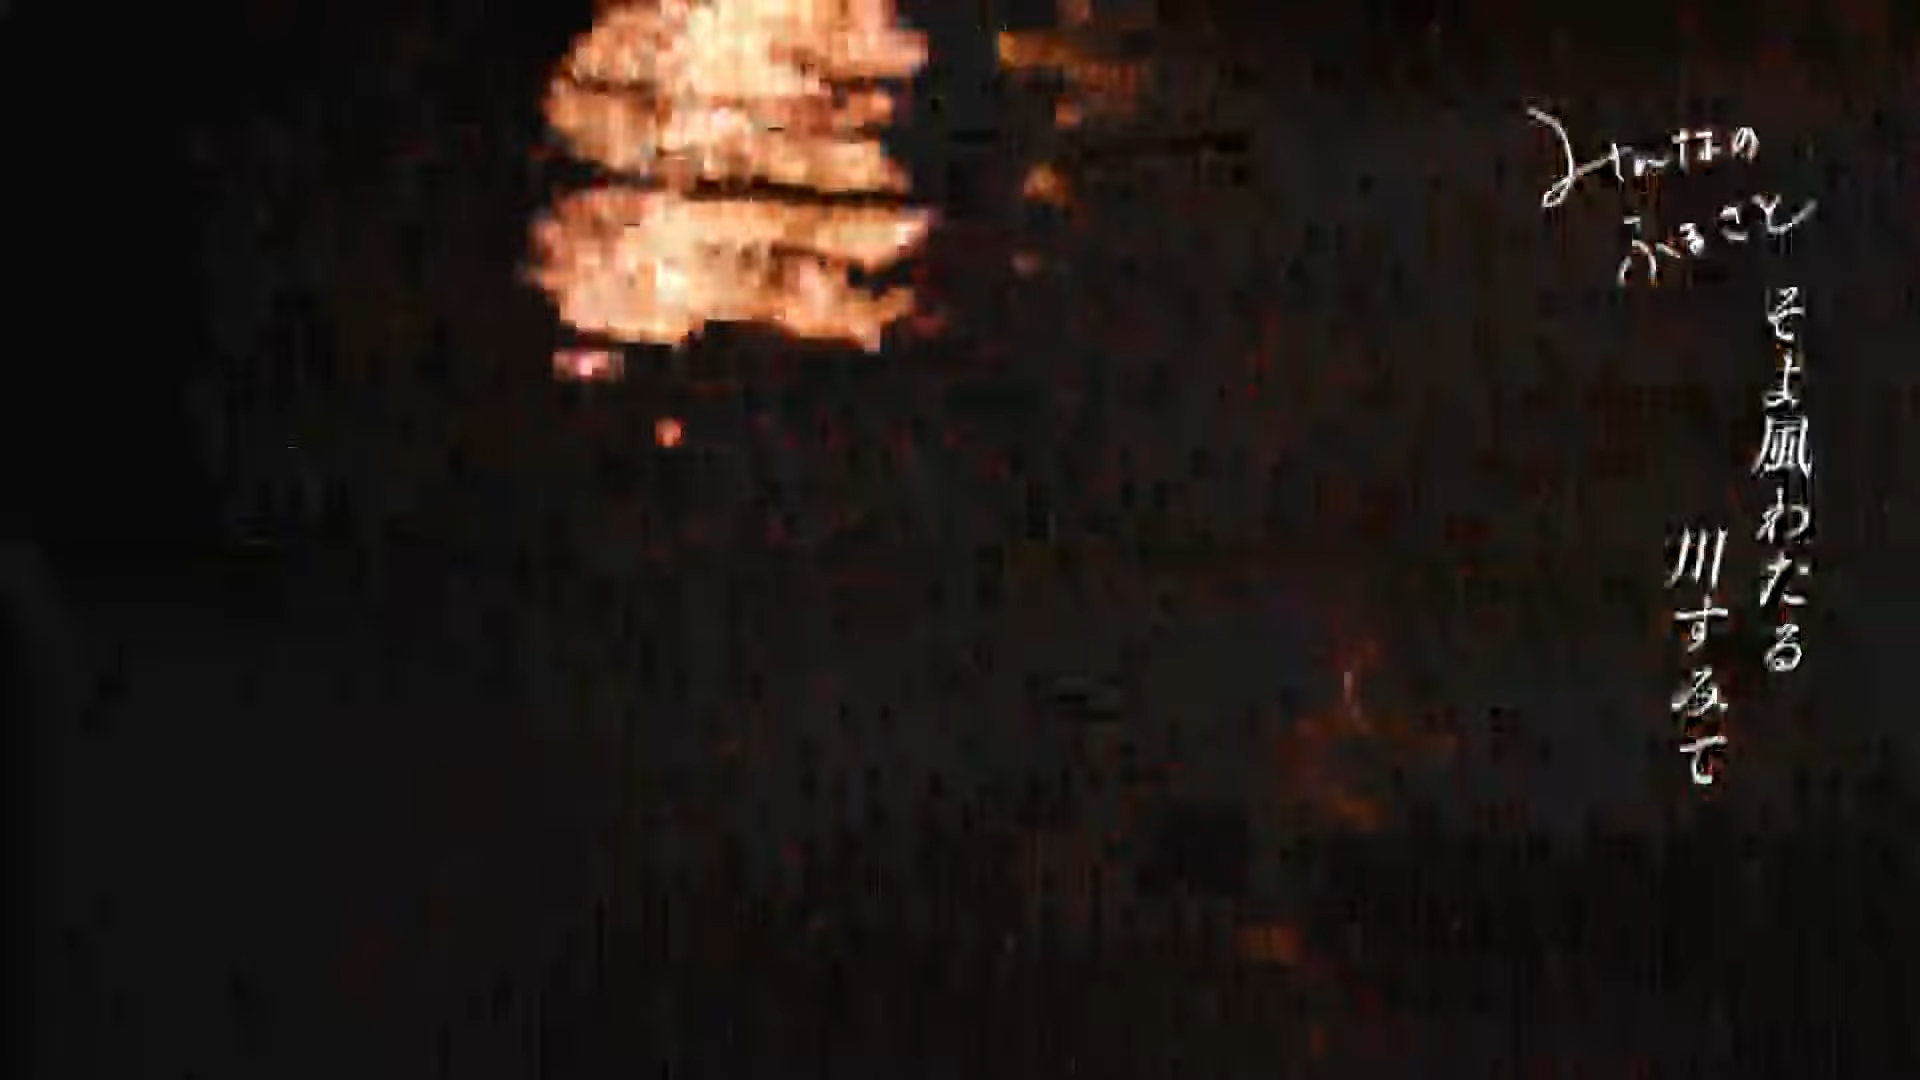 みんなの
ふるさと
そよ風わたる
川すみて